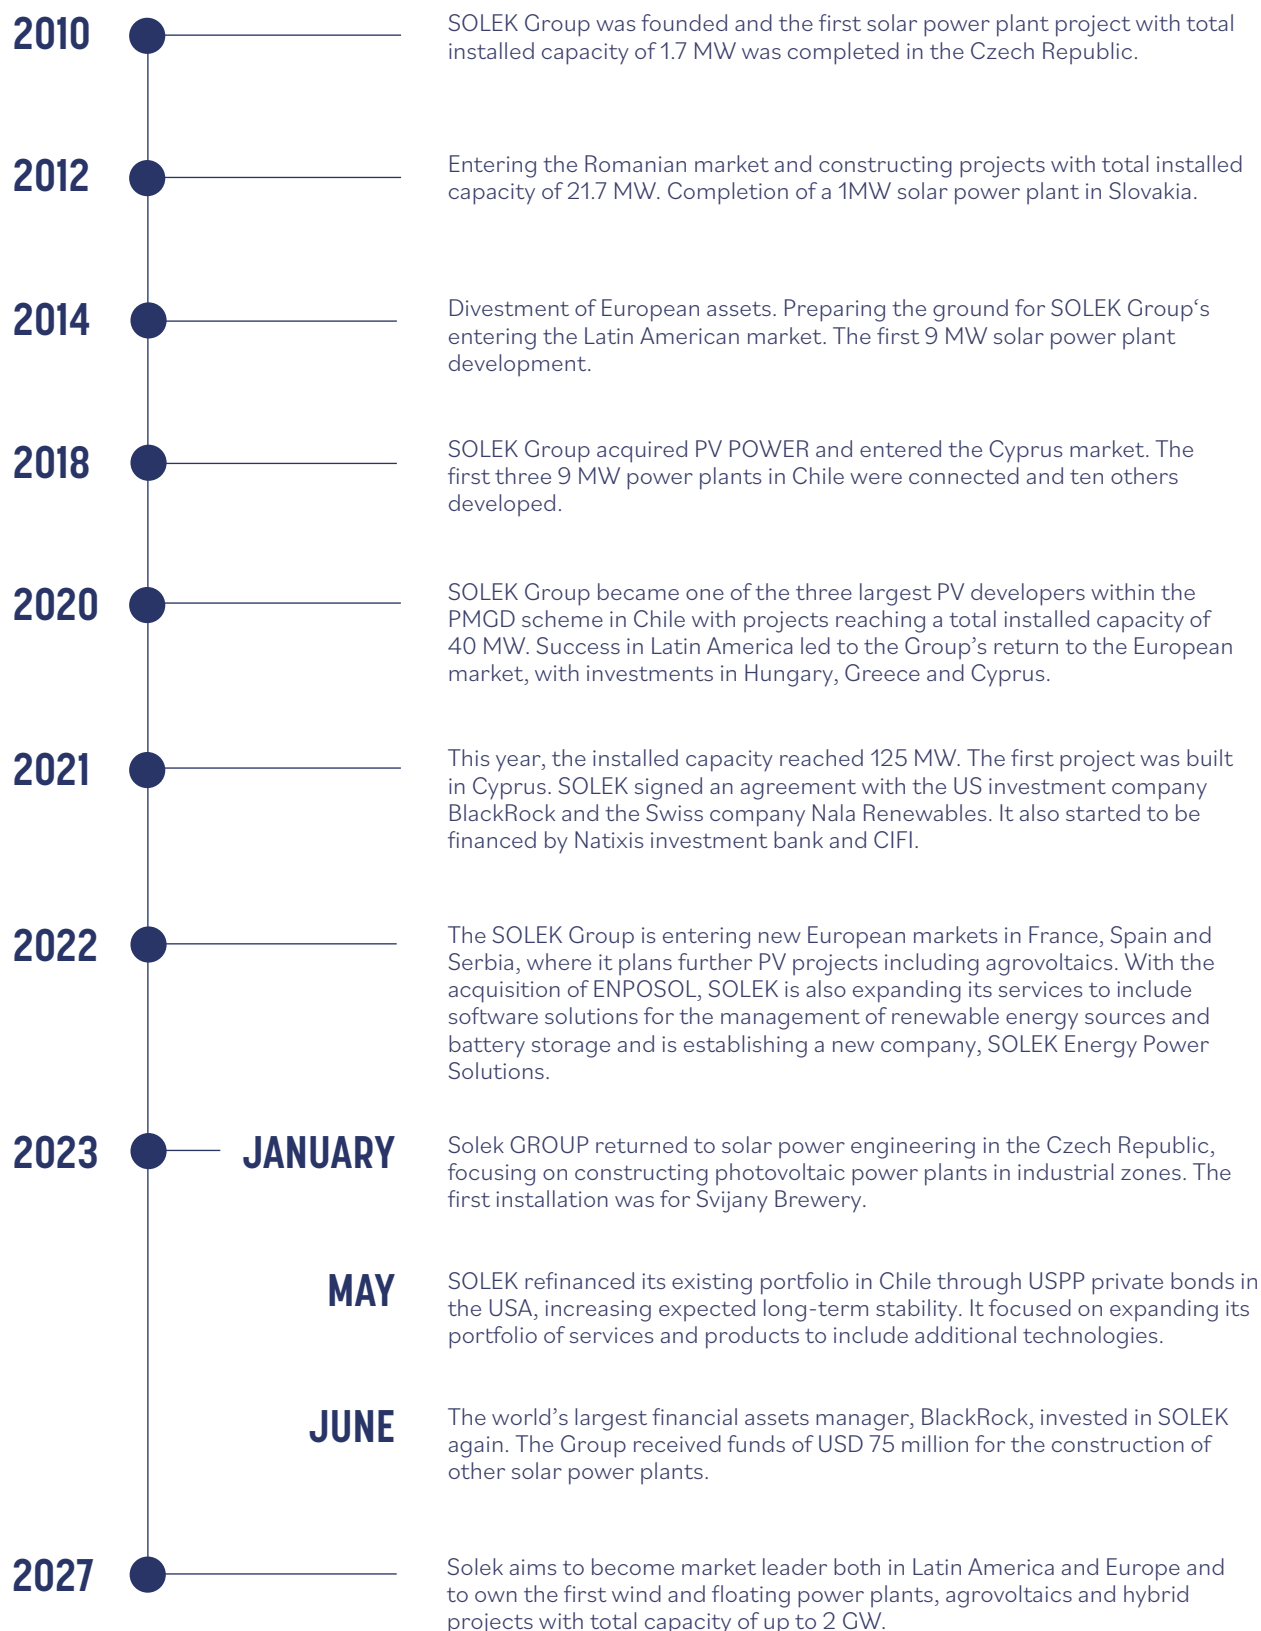 2010
SOLEK Group was founded and the first solar power plant project with total
installed capacity of 1.7 MW was completed in the Czech Republic.
2012
Entering the Romanian market and constructing projects with total installed
capacity of 21.7 MW. Completion of a 1MW solar power plant in Slovakia.
2014
Divestment of European assets. Preparing the ground for SOLEK Group‘s
entering the Latin American market. The first 9 MW solar power plant
development.
2018
SOLEK Group acquired PV POWER and entered the Cyprus market. The
first three 9 MW power plants in Chile were connected and ten others
developed.
2020
SOLEK Group became one of the three largest PV developers within the
PMGD scheme in Chile with projects reaching a total installed capacity of
40 MW. Success in Latin America led to the Group’s return to the European
market, with investments in Hungary, Greece and Cyprus.
2021
This year, the installed capacity reached 125 MW. The first project was built
in Cyprus. SOLEK signed an agreement with the US investment company
BlackRock and the Swiss company Nala Renewables. It also started to be
financed by Natixis investment bank and CIFI.
2022
The SOLEK Group is entering new European markets in France, Spain and
Serbia, where it plans further PV projects including agrovoltaics. With the
acquisition of ENPOSOL, SOLEK is also expanding its services to include
software solutions for the management of renewable energy sources and
battery storage and is establishing a new company, SOLEK Energy Power
Solutions.
2023
JANUARY
Solek GROUP returned to solar power engineering in the Czech Republic,
focusing on constructing photovoltaic power plants in industrial zones. The
first installation was for Svijany Brewery.
MAY
SOLEK refinanced its existing portfolio in Chile through USPP private bonds in
the USA, increasing expected long-term stability. It focused on expanding its
portfolio of services and products to include additional technologies.
JUNE
The world’s largest financial assets manager, BlackRock, invested in SOLEK
again. The Group received funds of USD 75 million for the construction of
other solar power plants.
2027
Solek aims to become market leader both in Latin America and Europe and
to own the first wind and floating power plants, agrovoltaics and hybrid
projects with total capacity of up to 2 GW.